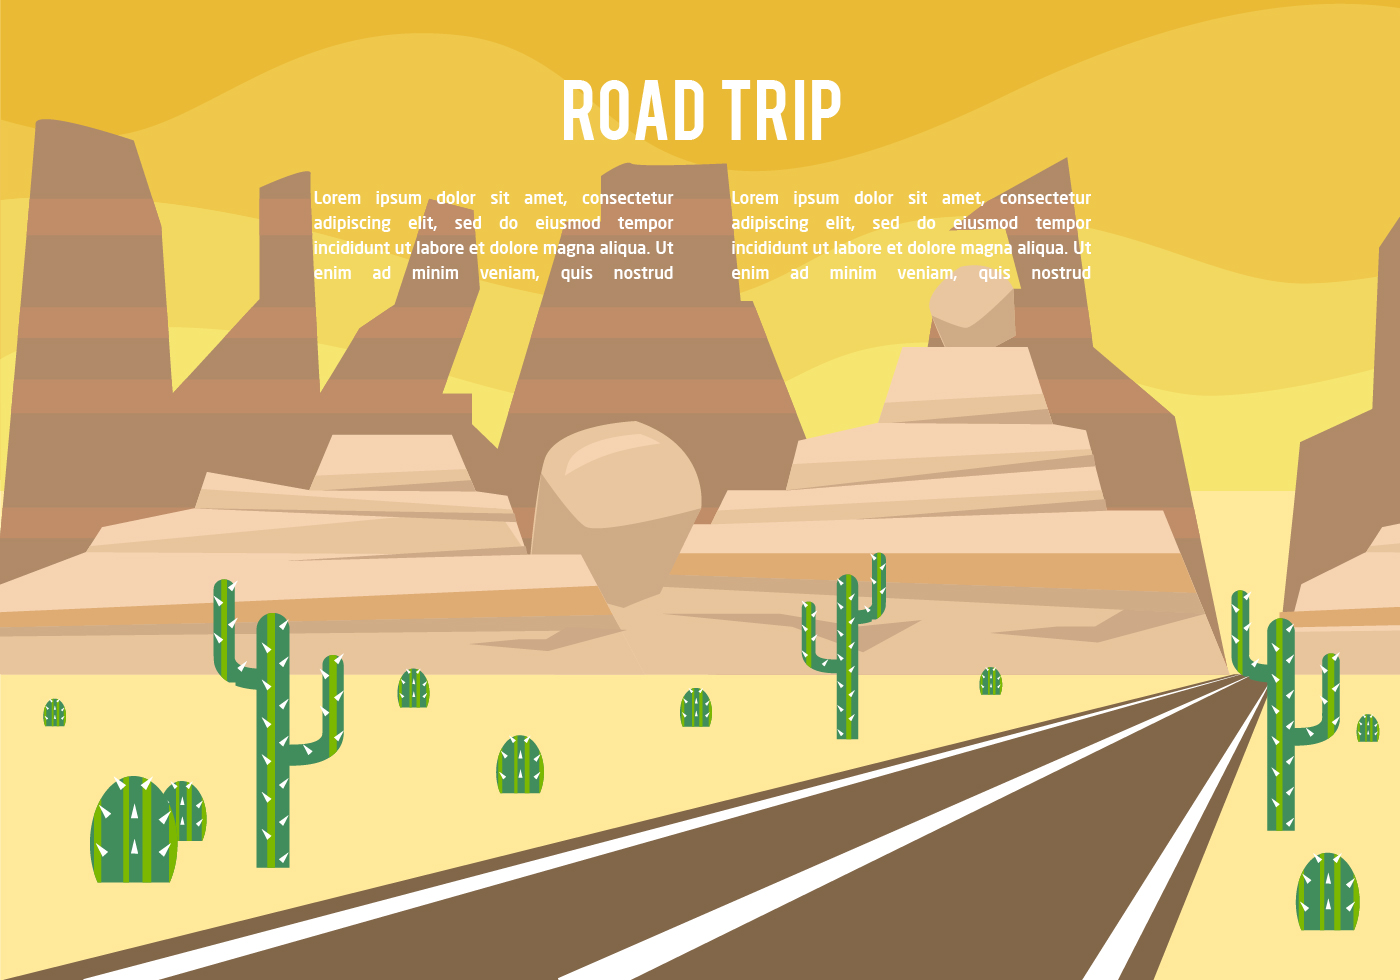 ROAD TRIP
Lorem ipsum dolor sit amet, consectetur
adipiscing elit, sed do eiusmod tempor
incididunt ut labore et dolore magna aliqua. Ut
enim ad minim veniam, quis nostrud
Lorem ipsum dolor sit amet, consectetur
adipiscing elit, sed do eiusmod tempor
incididunt ut labore et dolore magna aliqua. Ut
enim ad minim veniam, quis nostrud